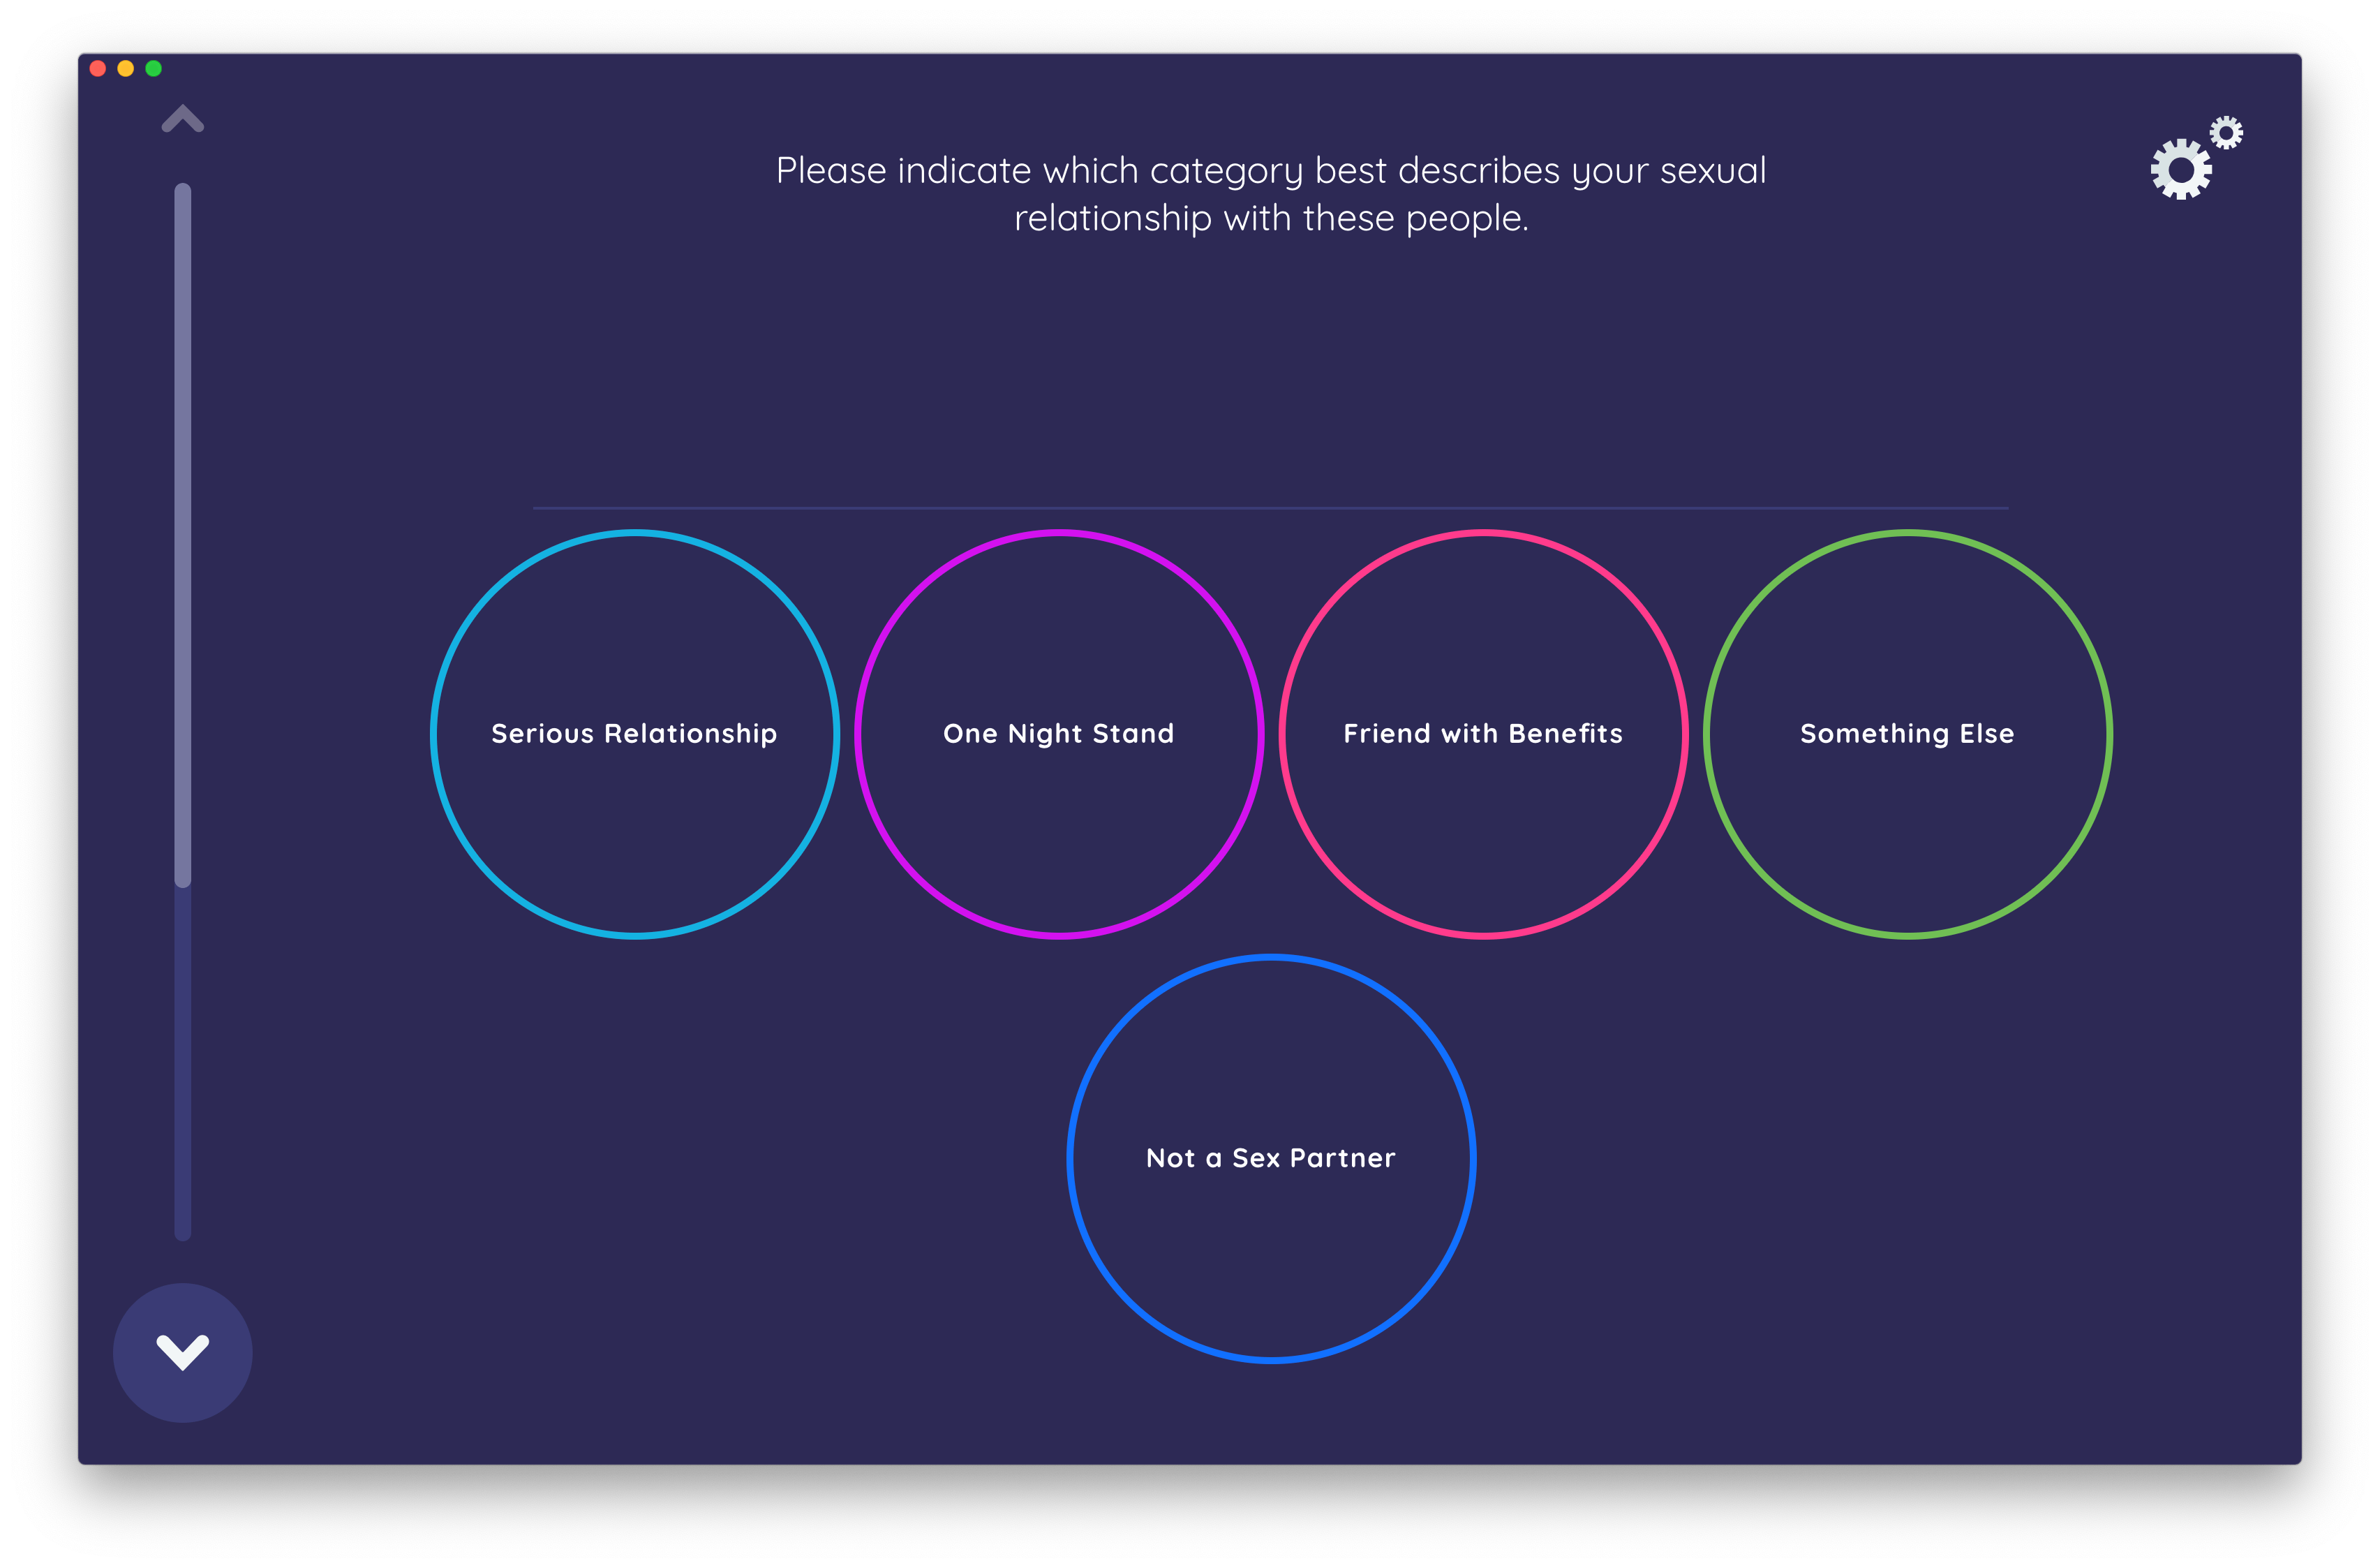 Please indicate which category best describes your sexual
relationship with these people.
Serious Relationship
One Night Stand
Friend with Benefits
Something Else
Not a Sex Partner